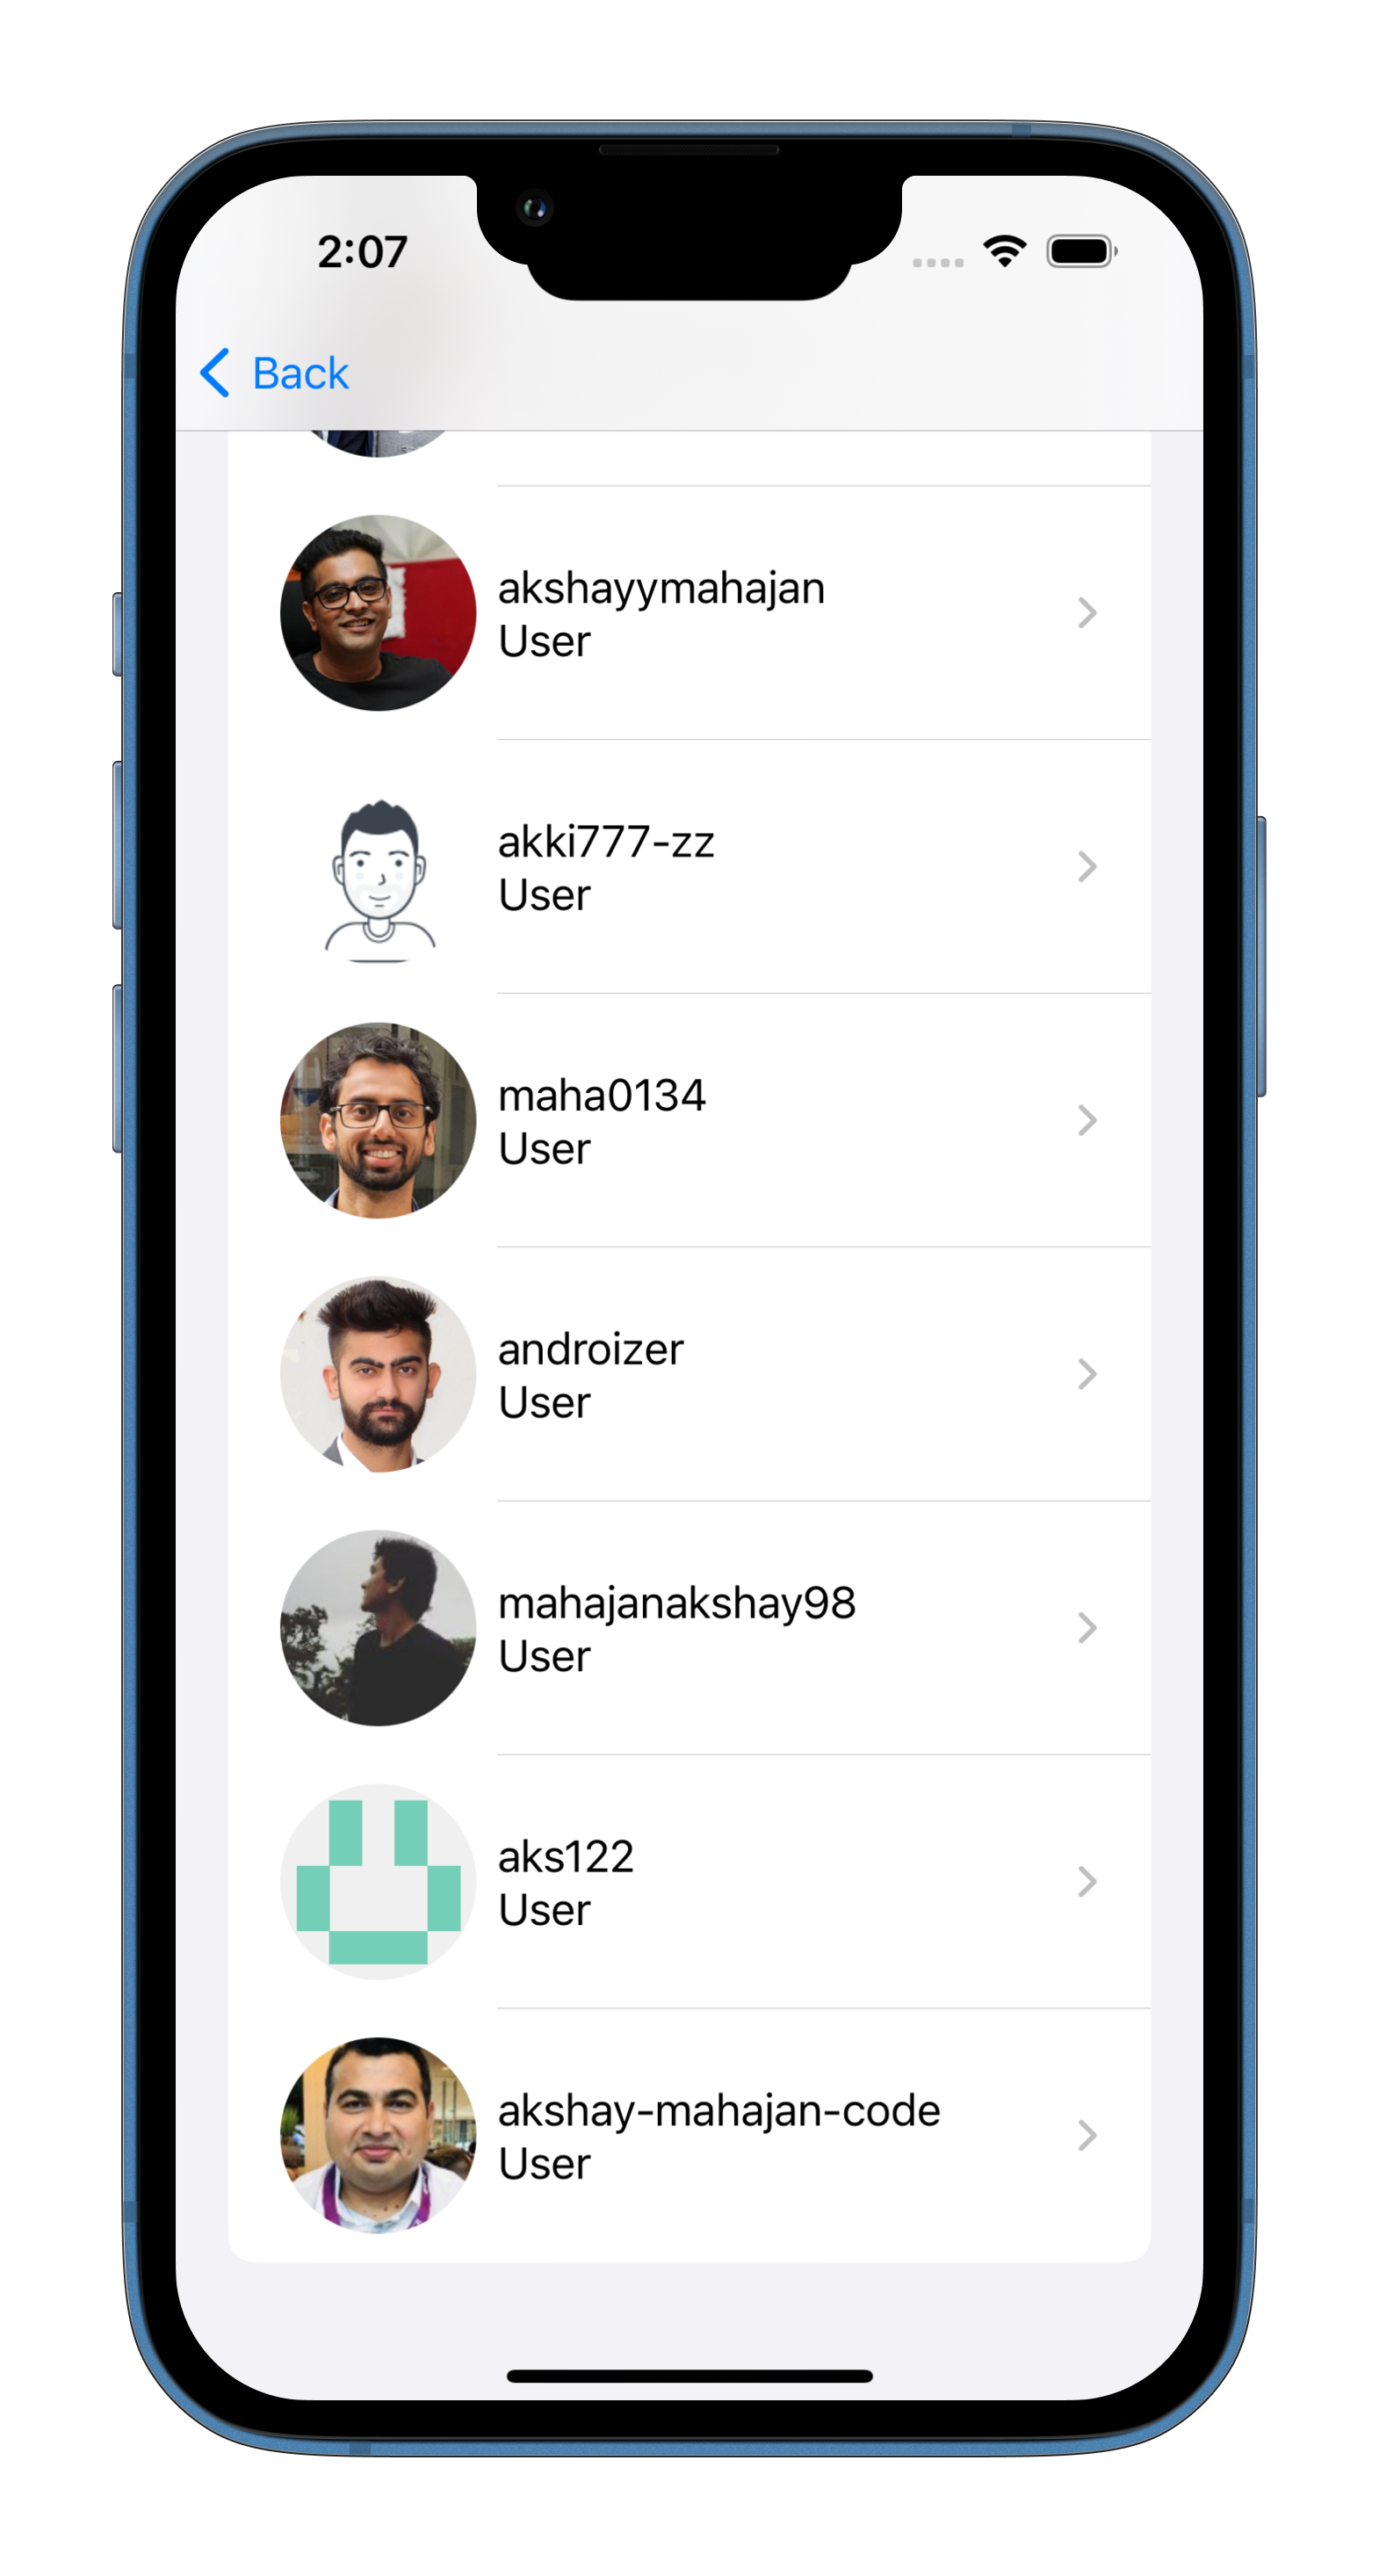 2:07
Back
akshayymahajan
User
akki777-zz
User
maha0134
User
androizer
User
mahajanakshay98
User
aks122
User
akshay-mahajan-code
User